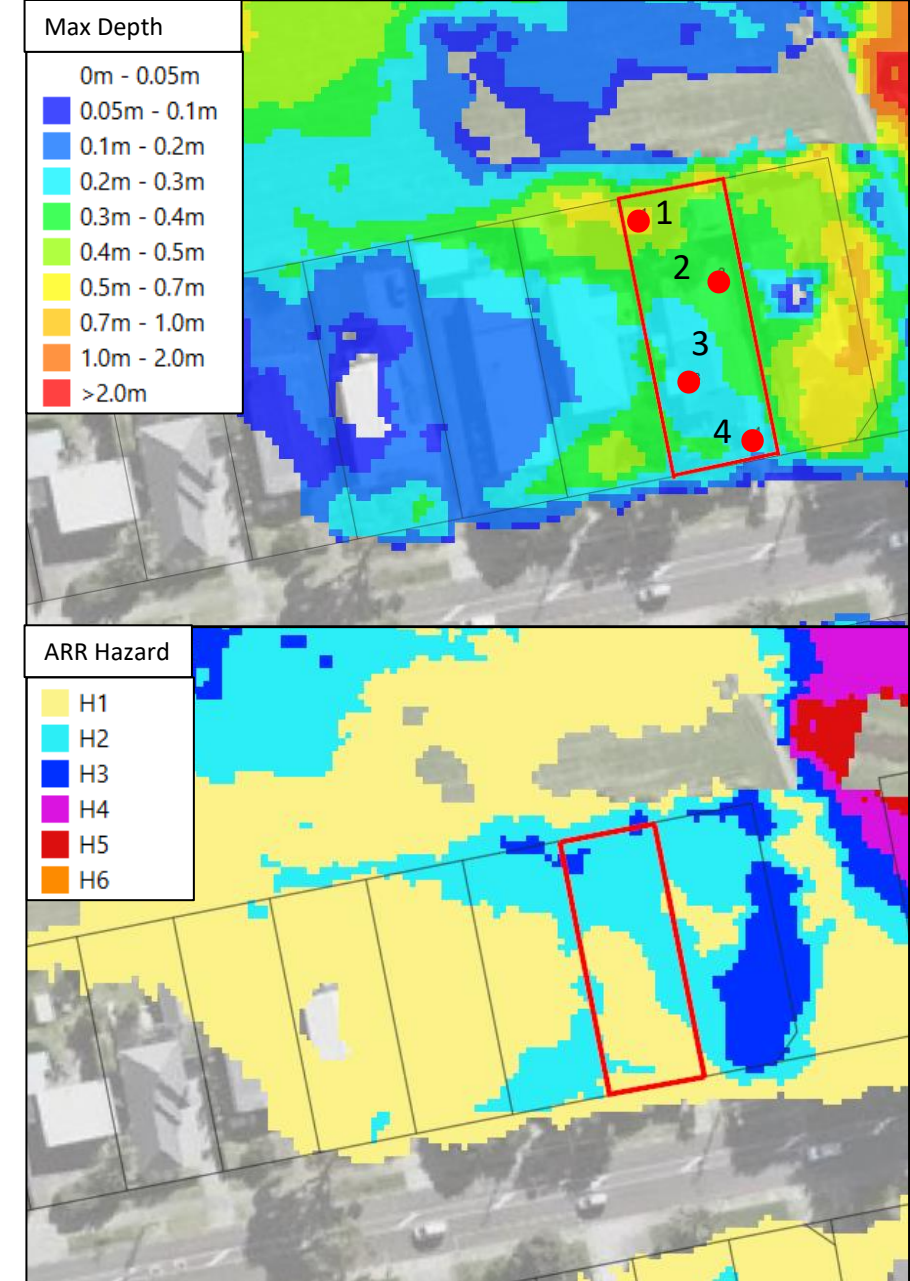 Max Depth
0m - 0.05m
0.05m - 0.1m
0.1m - 0.2m
0.2m - 0.3m
0.3m - 0.4m
0.4m - 0.5m
0.5m - 0.7m
0.7m - 1.0m
1.0m - 2.0m
>2.0m
1
2
3
4
ARR Hazard
H1
H2
H3
H4
H5
H6